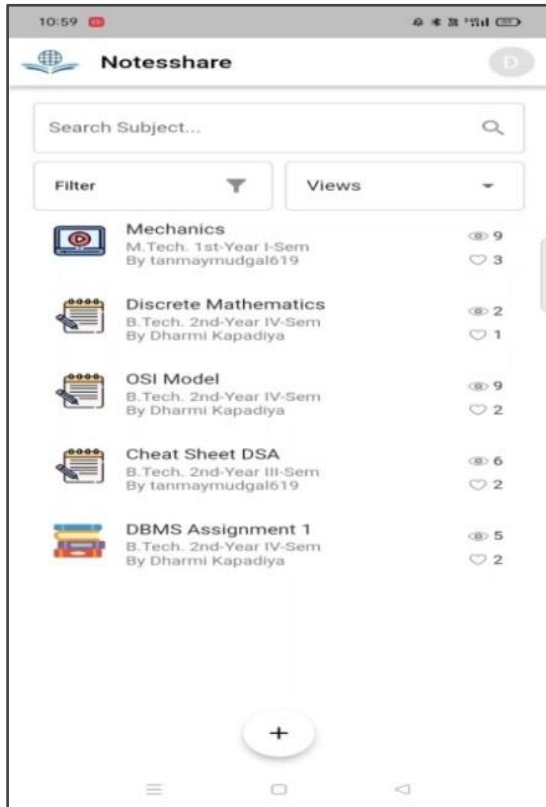 10:59
Notesshare
D
Search Subject...
Filter
Views
Mechanics
M.Tech. 1st-Year I-Sem
By tanmaymudgal619
9
3
Discrete Mathematics
B.Tech. 2nd-Year IV-Sem
By Dharmi Kapadiya
2
1
OSI Model
B.Tech. 2nd-Year IV-Sem
By Dharmi Kapadiya
9
2
Cheat Sheet DSA
B.Tech. 2nd-Year III-Sem
By tanmaymudgal619
6
2
DBMS Assignment 1
B.Tech. 2nd-Year IV-Sem
By Dharmi Kapadiya
5
2
+